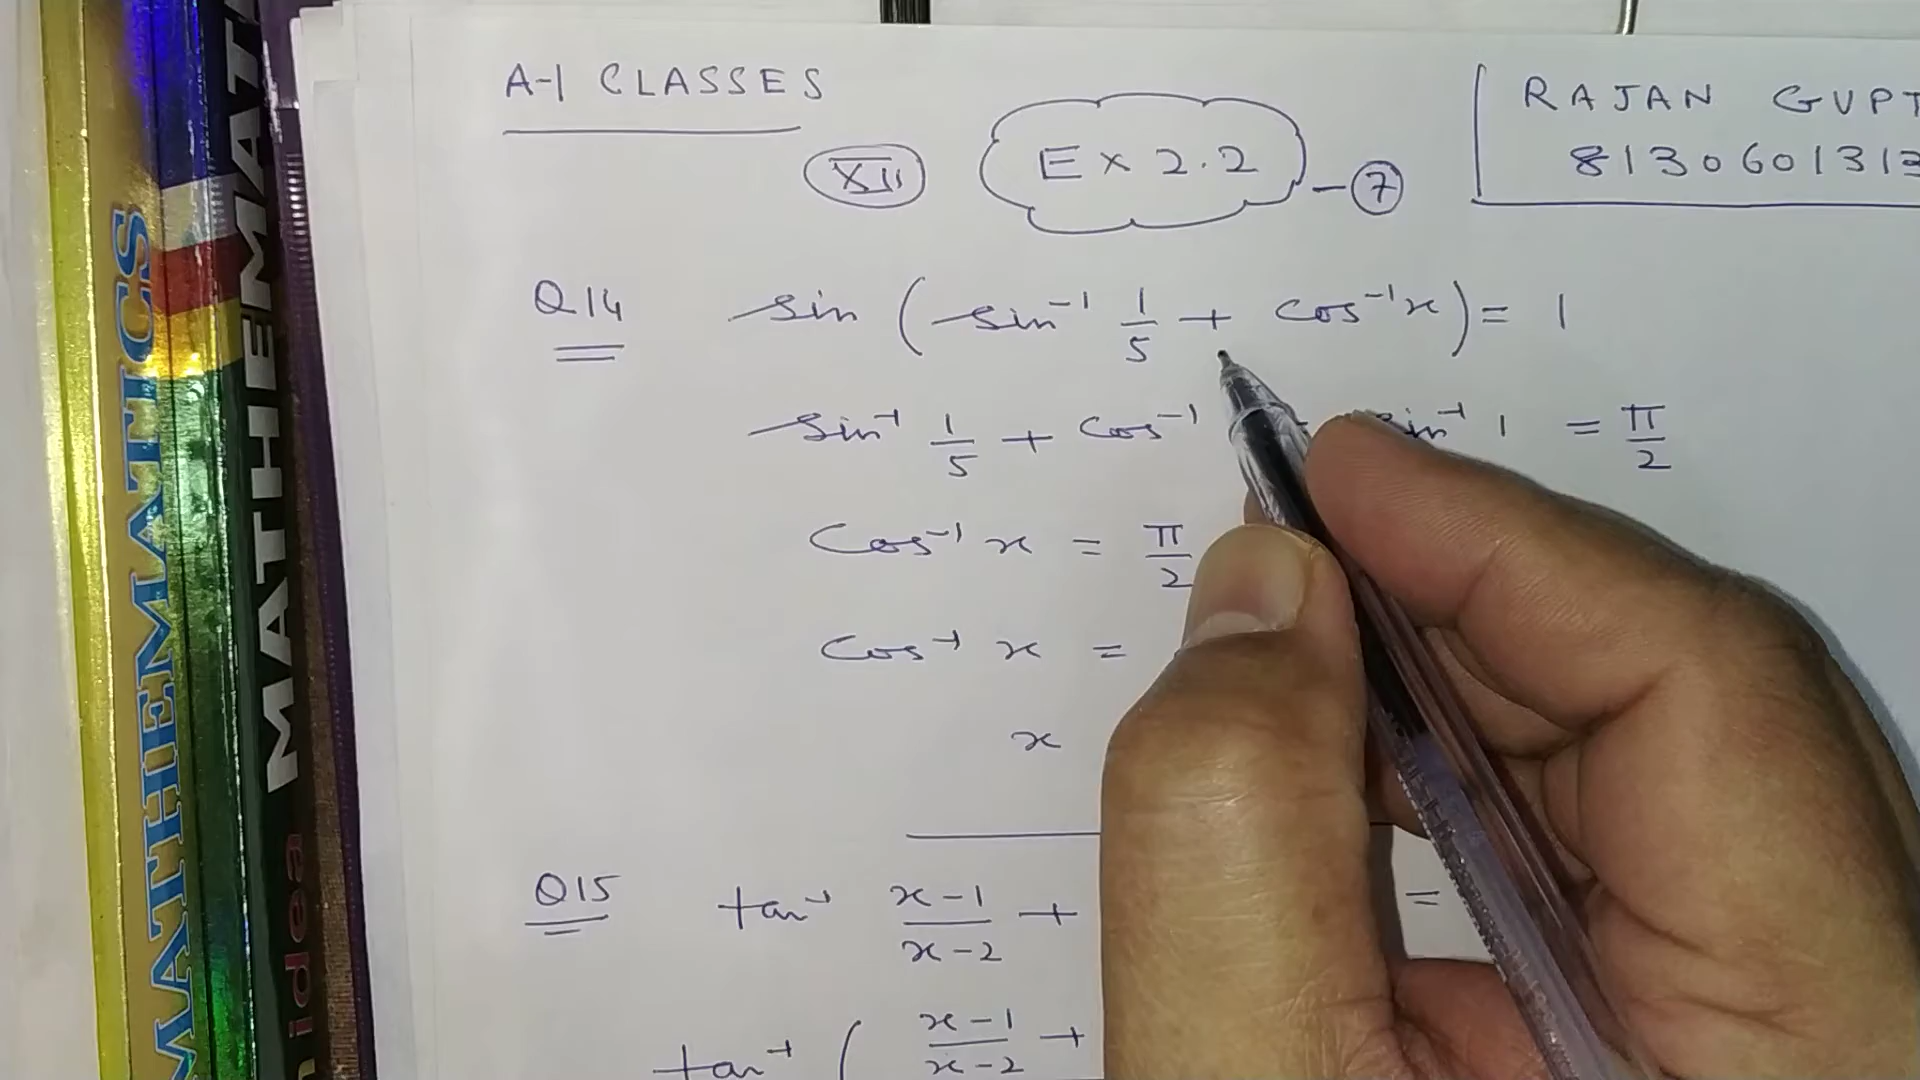 A-1 CLASSES
XII Ex 2.2 - 7
RAJAN GUPT
8130601313
Q14 sin ( sin⁻¹ 1/5 + cos⁻¹ x ) = 1
sin⁻¹ 1/5 + cos⁻¹ sin⁻¹ 1 = π/2
cos⁻¹ x = π/2
cos⁻¹ x =
x
Q15 tan⁻¹ x-1/x-2 + =
tan⁻¹ ( x-1/x-2 +
MATHEMATICS
MATHEMAT
idea